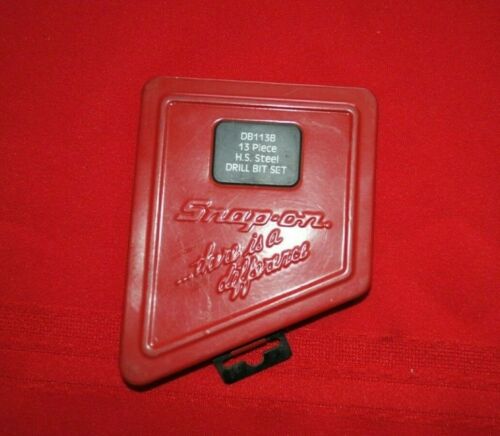 DB113B
13 Piece
H.S. Steel
DRILL BIT SET
Snap-on.
...there is a
difference